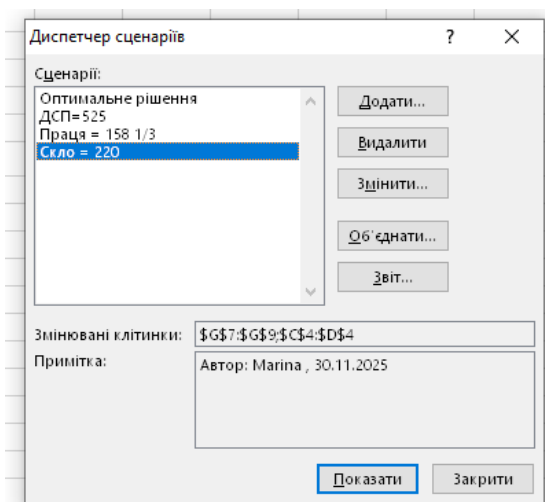 Диспетчер сценаріїв
?
×
Сценарії:
Оптимальне рішення
ДСП=525
Праця = 158 1/3
Скло = 220
Додати...
Видалити
Змінити...
Об'єднати...
Звіт...
Змінювані клітинки:
$G$7:$G$9;$C$4:$D$4
Примітка:
Автор: Marina , 30.11.2025
Показати
Закрити